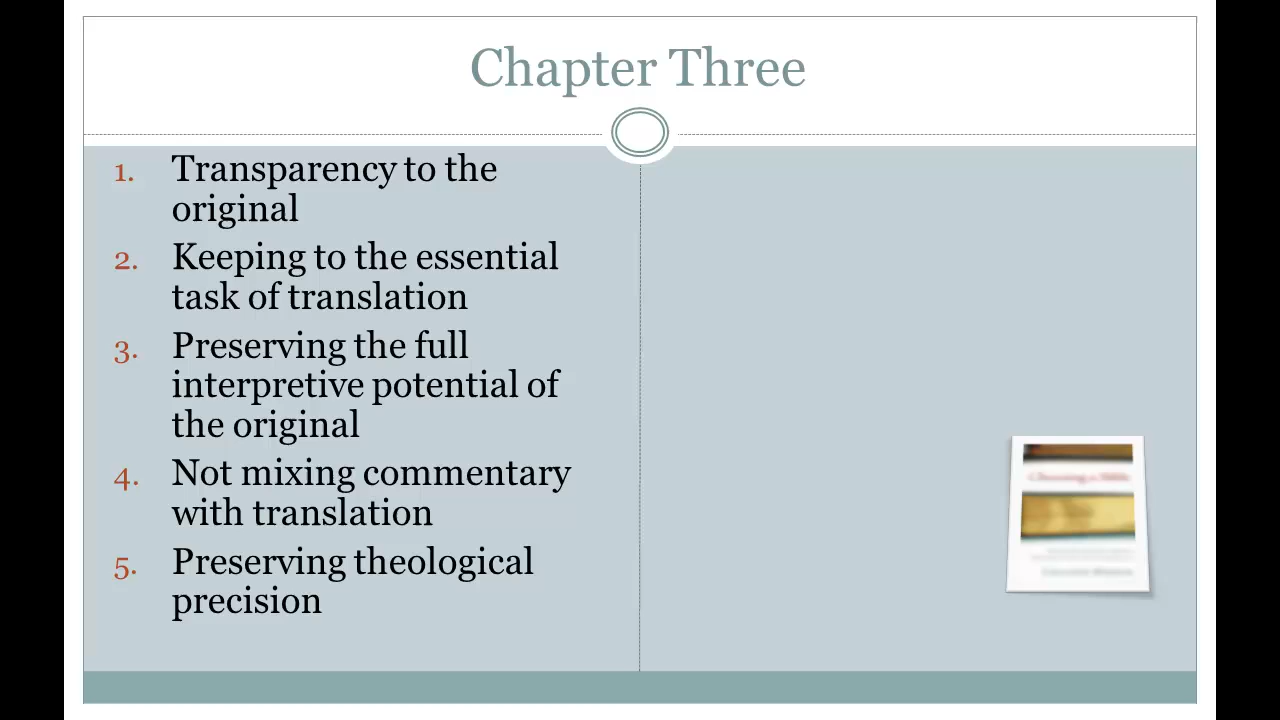 Chapter Three
1. Transparency to the
original
2. Keeping to the essential
task of translation
3. Preserving the full
interpretive potential of
the original
4. Not mixing commentary
with translation
5. Preserving theological
precision